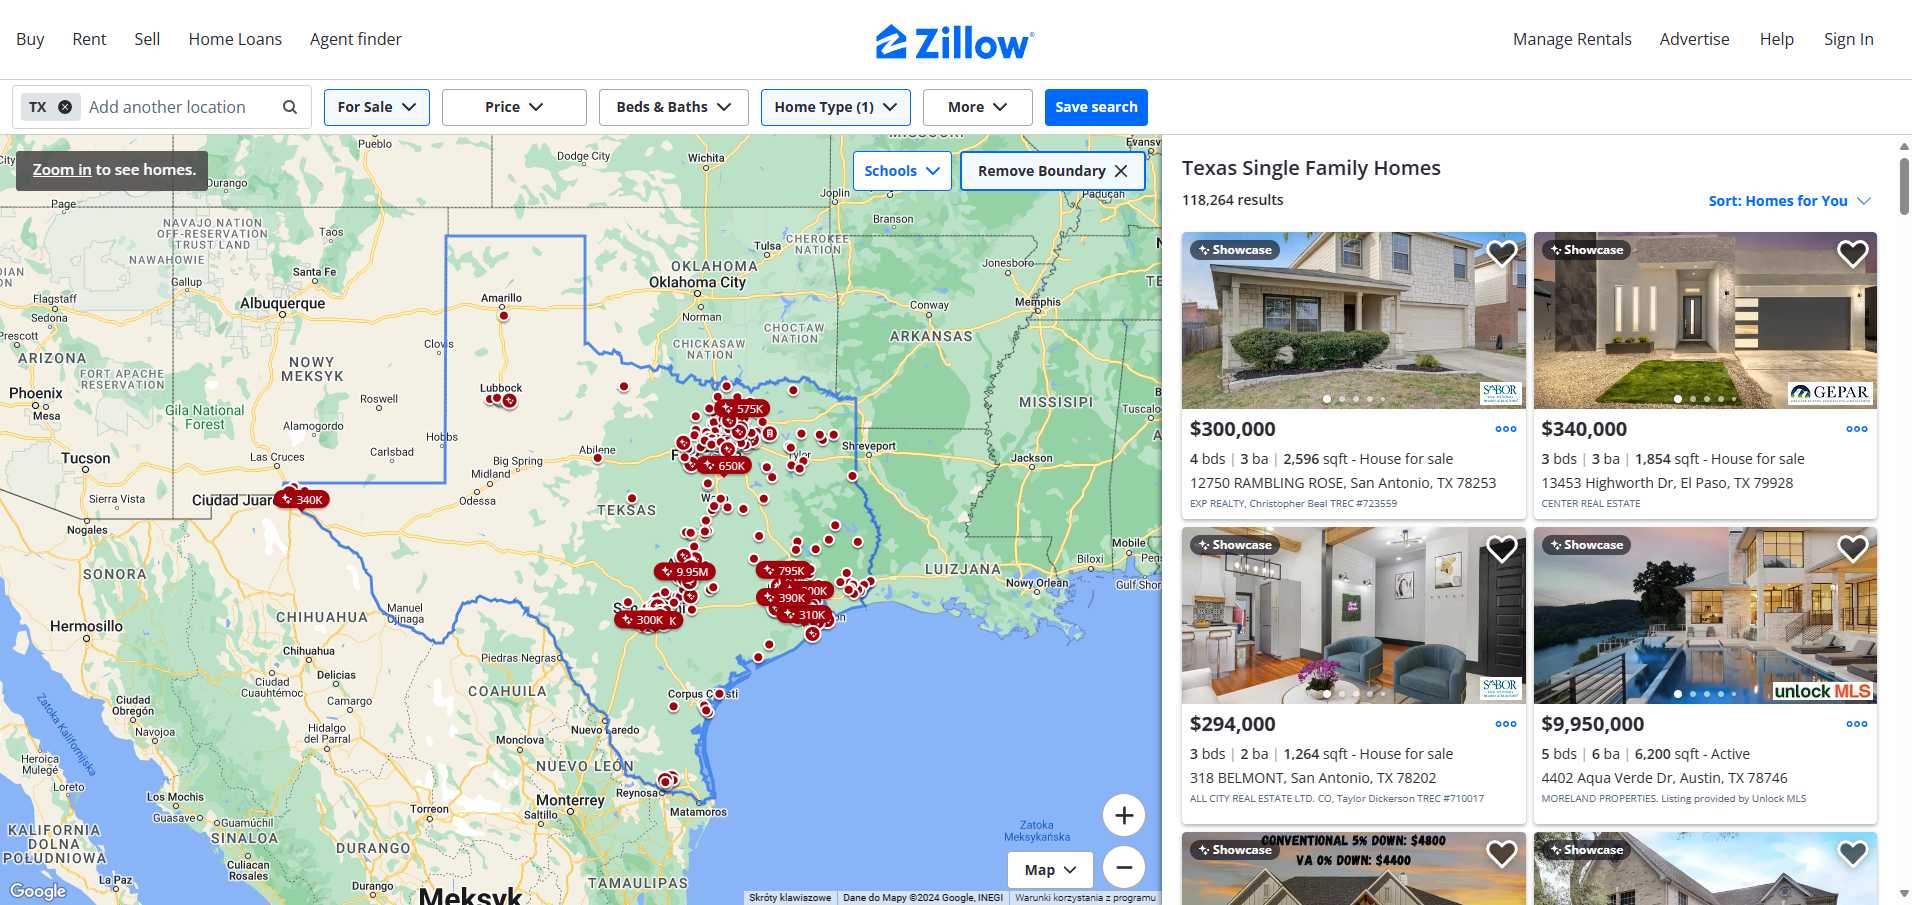 Buy
Rent
Sell
Home Loans
Agent finder
Zillow
Manage Rentals
Advertise
Help
Sign In
TX
Add another location
For Sale
Price
Beds & Baths
Home Type (1)
More
Save search
Zoom in to see homes.
Schools
Remove Boundary
Pueblo
Dodge City
Wichita
MISSOURI
Evansv
Durango
Joplin
Paducah
Page
NAVAJO NATION
OFF-RESERVATION
TRUST LAND
Taos
Branson
NAWAHOWIE
Tulsa
CHEROKEE
NATION
Gallup
Santa Fe
OKLAHOMA
Oklahoma City
Jonesboro
Flagstaff
Amarillo
Albuquerque
Conway
Memphis
Sedona
Norman
Prescott
CHOCTAW
NATION
ARKANSAS
ARIZONA
NOWY
MEKSYK
Clovis
CHICKASAW
NATION
FORT APACHE
RESERVATION
Phoenix
Mesa
Lubbock
Roswell
MISSISIPI
Gila National
Forest
575K
Tuscaloo
Alamogordo
Hobbs
Carlsbad
Abilene
Shreveport
Tyler
Jackson
Las Cruces
Tucson
Big Spring
Midland
650K
Odessa
Sierra Vista
Ciudad Juar
340K
TEKSAS
Nogales
Mobile
Pens
Biloxi
SONORA
9.95M
795K
LUIZJANA
Nowy Orlean
Gulf Shor
CHIHUAHUA
Manuel
Ojinaga
390K
00K
310K
300K
K
Hermosillo
Chihuahua
Piedras Negras
Delicias
Ciudad
Cuauhtémoc
COAHUILA
Corpus Christi
Camargo
Ciudad
Obregón
Zatoka Kalifornijska
Navojoa
Hidalgo
del Parral
Nuevo Laredo
Monclova
Heroica
Mulegé
NUEVO LEÓN
Loreto
Los Mochis
Reynosa
Guasave
Guamúchil
Torreón
Monterrey
Saltillo
Matamoros
KALIFORNIA
DOLNA
POŁUDNIOWA
SINALOA
Culiacán
Rosales
DURANGO
Zatoka
Meksykańska
La Paz
Durango
Meksyk
TAMAULIPAS
Map
Google
Skróty klawiszowe
Dane do Mapy ©2024 Google, INEGI
Warunki korzystania z programu
Texas Single Family Homes
118,264 results
Sort: Homes for You
Showcase
SABOR
$300,000
4 bds | 3 ba | 2,596 sqft - House for sale
12750 RAMBLING ROSE, San Antonio, TX 78253
EXP REALTY, Christopher Beal TREC #723559
Showcase
GEPAR
$340,000
3 bds | 3 ba | 1,854 sqft - House for sale
13453 Highworth Dr, El Paso, TX 79928
CENTER REAL ESTATE
Showcase
SABOR
$294,000
3 bds | 2 ba | 1,264 sqft - House for sale
318 BELMONT, San Antonio, TX 78202
ALL CITY REAL ESTATE LTD. CO, Taylor Dickerson TREC #710017
Showcase
unlock MLS
$9,950,000
5 bds | 6 ba | 6,200 sqft - Active
4402 Aqua Verde Dr, Austin, TX 78746
MORELAND PROPERTIES. Listing provided by Unlock MLS
CONVENTIONAL 5% DOWN: $4800
Showcase
VA 0% DOWN: $4400
Showcase